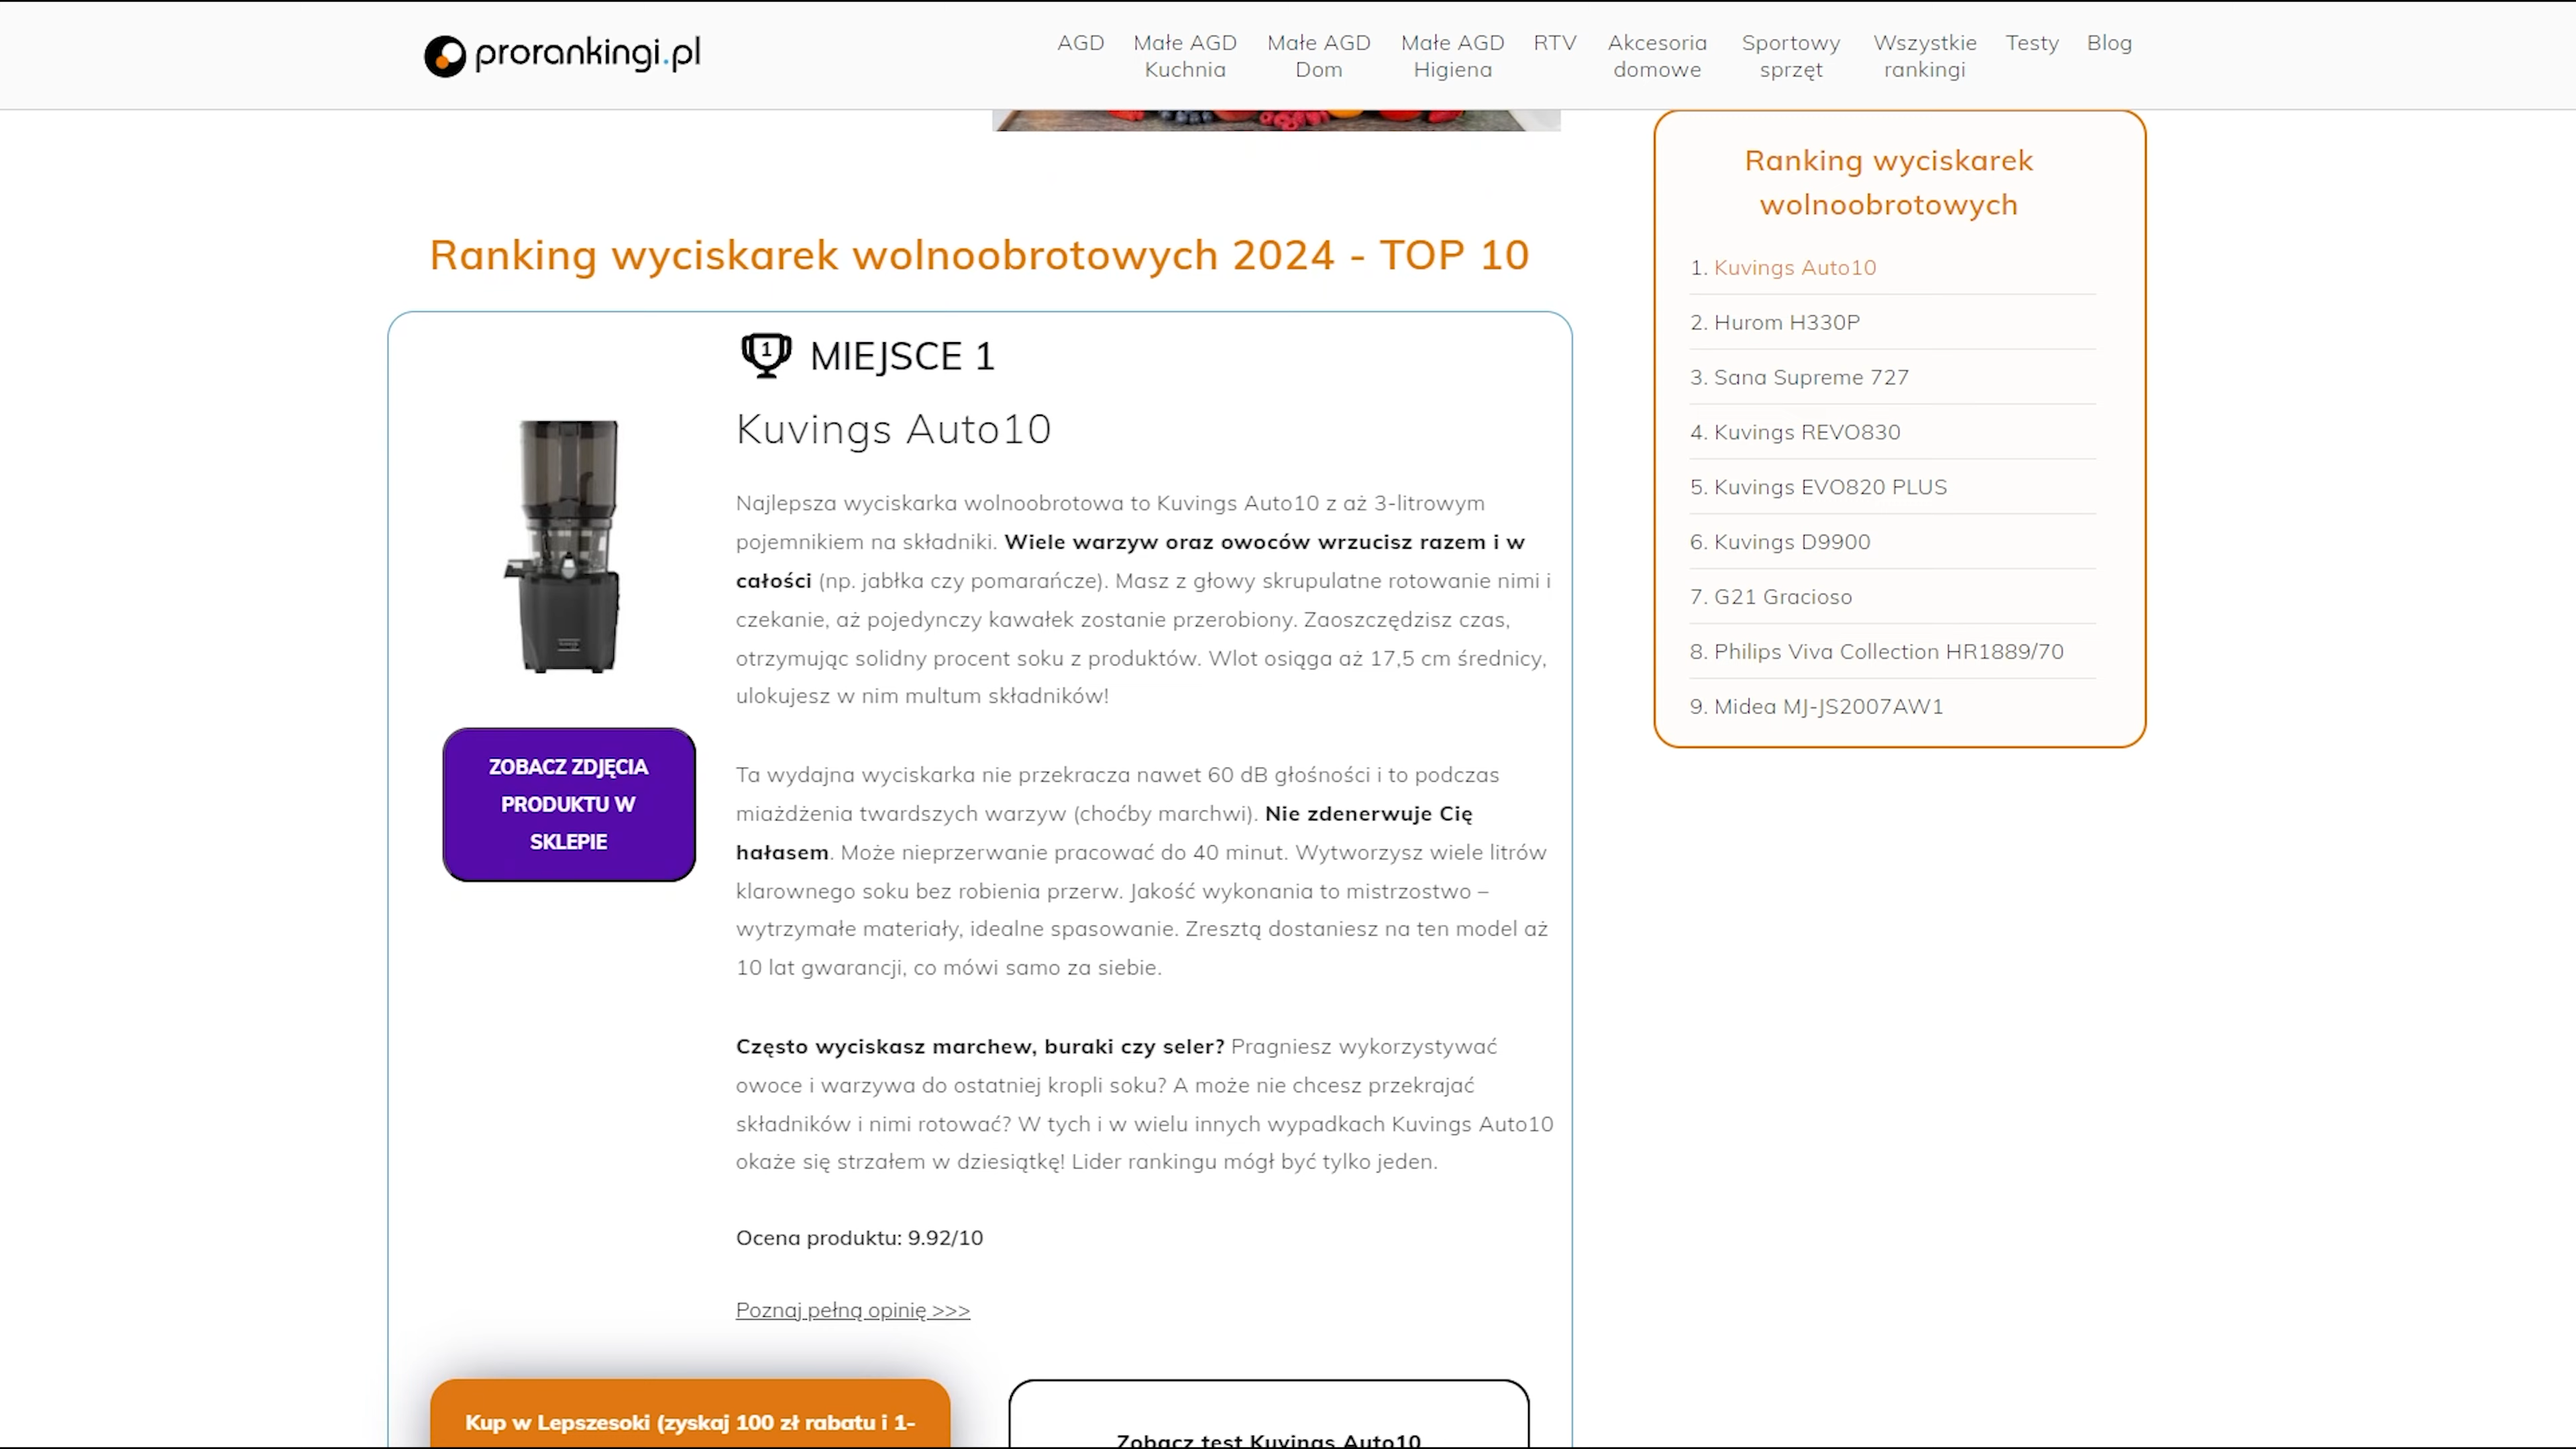 prorankingi.pl
AGD
Małe AGD
Kuchnia
Małe AGD
Dom
Małe AGD
Higiena
RTV
Akcesoria
domowe
Sportowy
sprzęt
Wszystkie
rankingi
Testy
Blog
Ranking wyciskarek wolnoobrotowych 2024 - TOP 10
1
MIEJSCE 1
Kuvings Auto10
Najlepsza wyciskarka wolnoobrotowa to Kuvings Auto10 z aż 3-litrowym
pojemnikiem na składniki. Wiele warzyw oraz owoców wrzucisz razem i w
całości (np. jabłka czy pomarańcze). Masz z głowy skrupulatne rotowanie nimi i
czekanie, aż pojedynczy kawałek zostanie przerobiony. Zaoszczędzisz czas,
otrzymując solidny procent soku z produktów. Wlot osiąga aż 17,5 cm średnicy,
ulokujesz w nim multum składników!
ZOBACZ ZDJĘCIA
PRODUKTU W
SKLEPIE
Ta wydajna wyciskarka nie przekracza nawet 60 dB głośności i to podczas
miażdżenia twardszych warzyw (choćby marchwi). Nie zdenerwuje Cię
hałasem. Może nieprzerwanie pracować do 40 minut. Wytworzysz wiele litrów
klarownego soku bez robienia przerw. Jakość wykonania to mistrzostwo –
wytrzymałe materiały, idealne spasowanie. Zresztą dostaniesz na ten model aż
10 lat gwarancji, co mówi samo za siebie.
Często wyciskasz marchew, buraki czy seler? Pragniesz wykorzystywać
owoce i warzywa do ostatniej kropli soku? A może nie chcesz przekrajać
składników i nimi rotować? W tych i w wielu innych wypadkach Kuvings Auto10
okaże się strzałem w dziesiątkę! Lider rankingu mógł być tylko jeden.
Ocena produktu: 9.92/10
Poznaj pełną opinię >>>
Kup w Lepszesoki (zyskaj 100 zł rabatu i 1-
Zobacz test Kuvings Auto10
Ranking wyciskarek
wolnoobrotowych
1. Kuvings Auto10
2. Hurom H330P
3. Sana Supreme 727
4. Kuvings REVO830
5. Kuvings EVO820 PLUS
6. Kuvings D9900
7. G21 Gracioso
8. Philips Viva Collection HR1889/70
9. Midea MJ-JS2007AW1